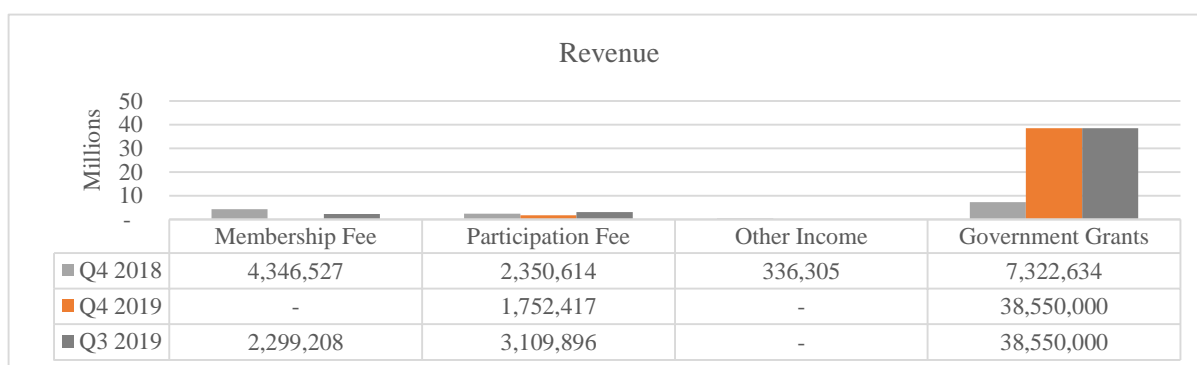 Revenue
Millions
50
40
30
20
10
-
Membership Fee Participation Fee Other Income Government Grants
Q4 2018 4,346,527 2,350,614 336,305 7,322,634
Q4 2019 - 1,752,417 - 38,550,000
Q3 2019 2,299,208 3,109,896 - 38,550,000